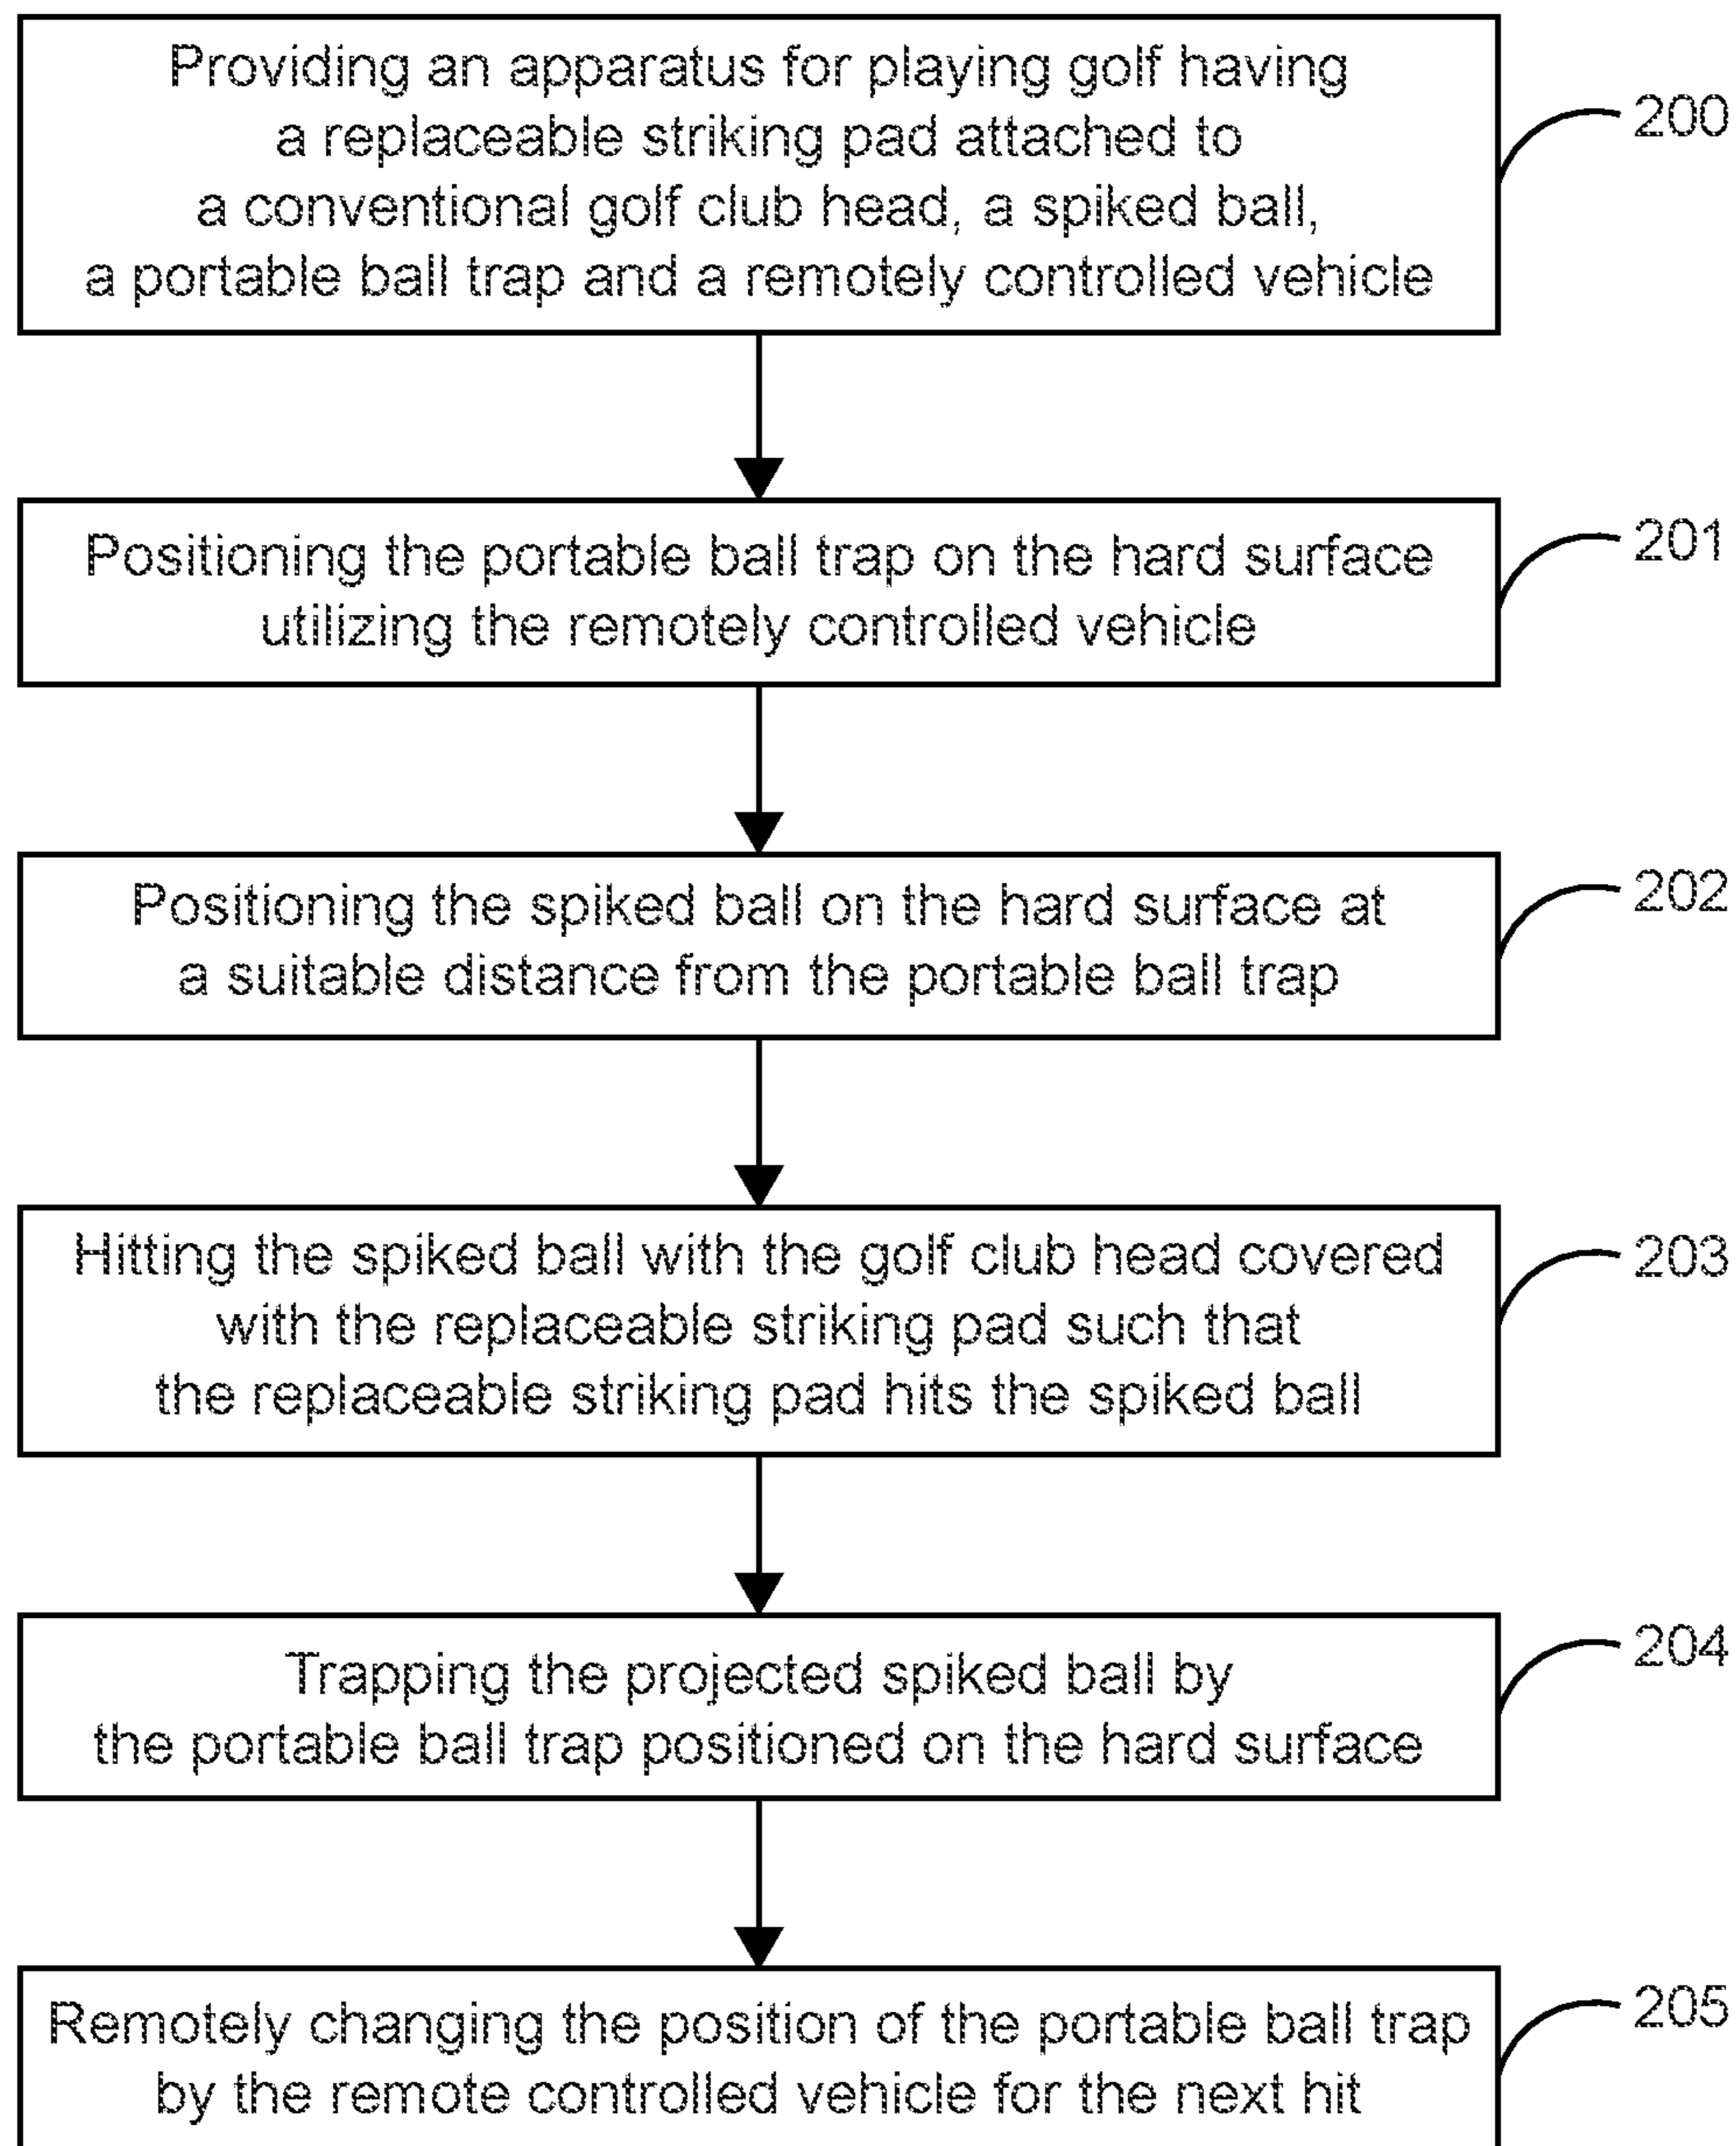 Providing an apparatus for playing golf having
a replaceable striking pad attached to
a conventional golf club head, a spiked ball,
a portable ball trap and a remotely controlled vehicle
200
Positioning the portable ball trap on the hard surface
utilizing the remotely controlled vehicle
201
Positioning the spiked ball on the hard surface at
a suitable distance from the portable ball trap
202
Hitting the spiked ball with the golf club head covered
with the replaceable striking pad such that
the replaceable striking pad hits the spiked ball
203
Trapping the projected spiked ball by
the portable ball trap positioned on the hard surface
204
Remotely changing the position of the portable ball trap
by the remote controlled vehicle for the next hit
205